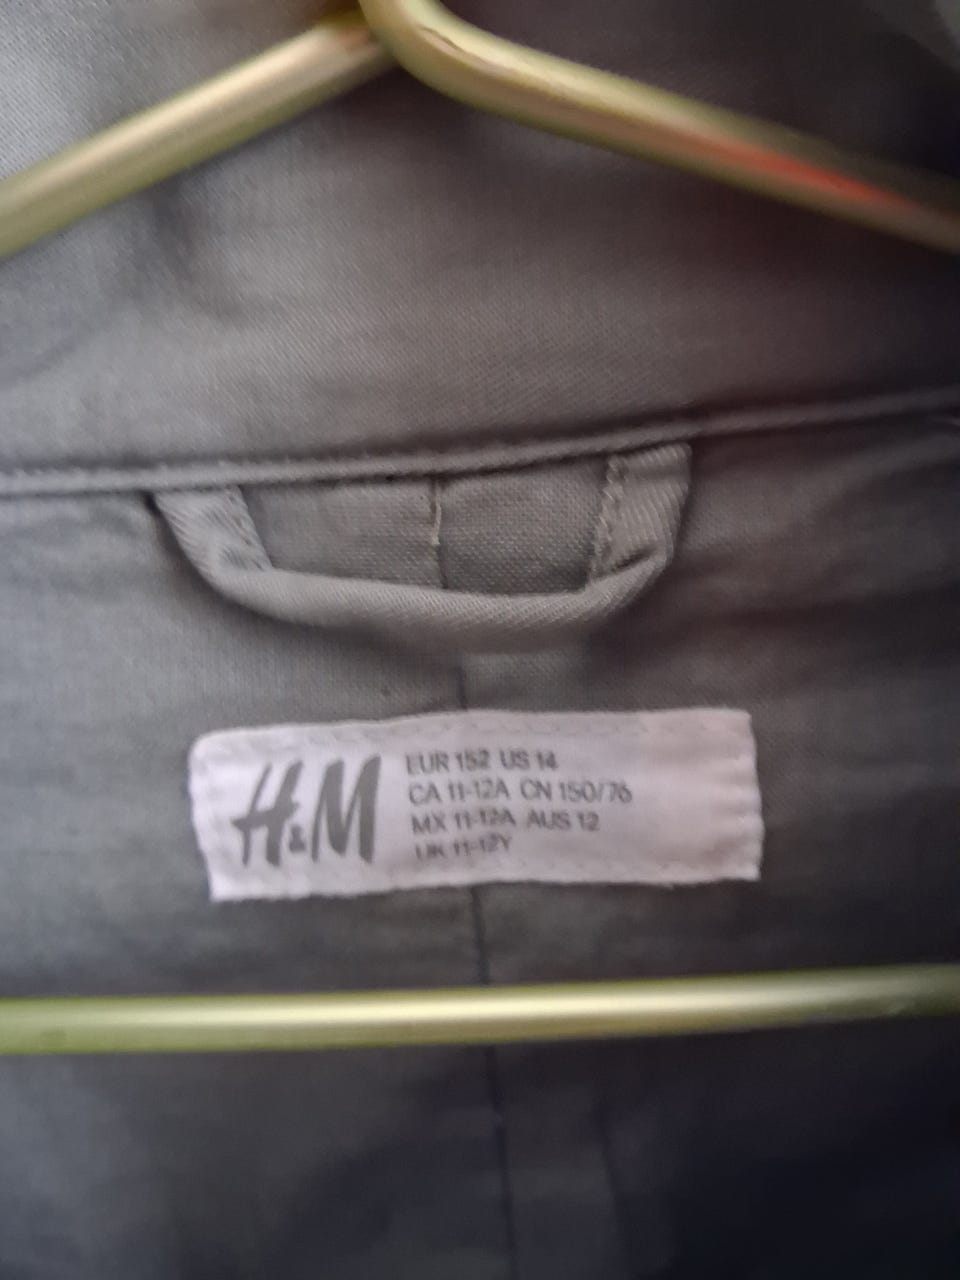 H&M
EUR 152 US 14
CA 11-12A CN 150/76
MX 11-12A AUS 12
UK 11-12Y